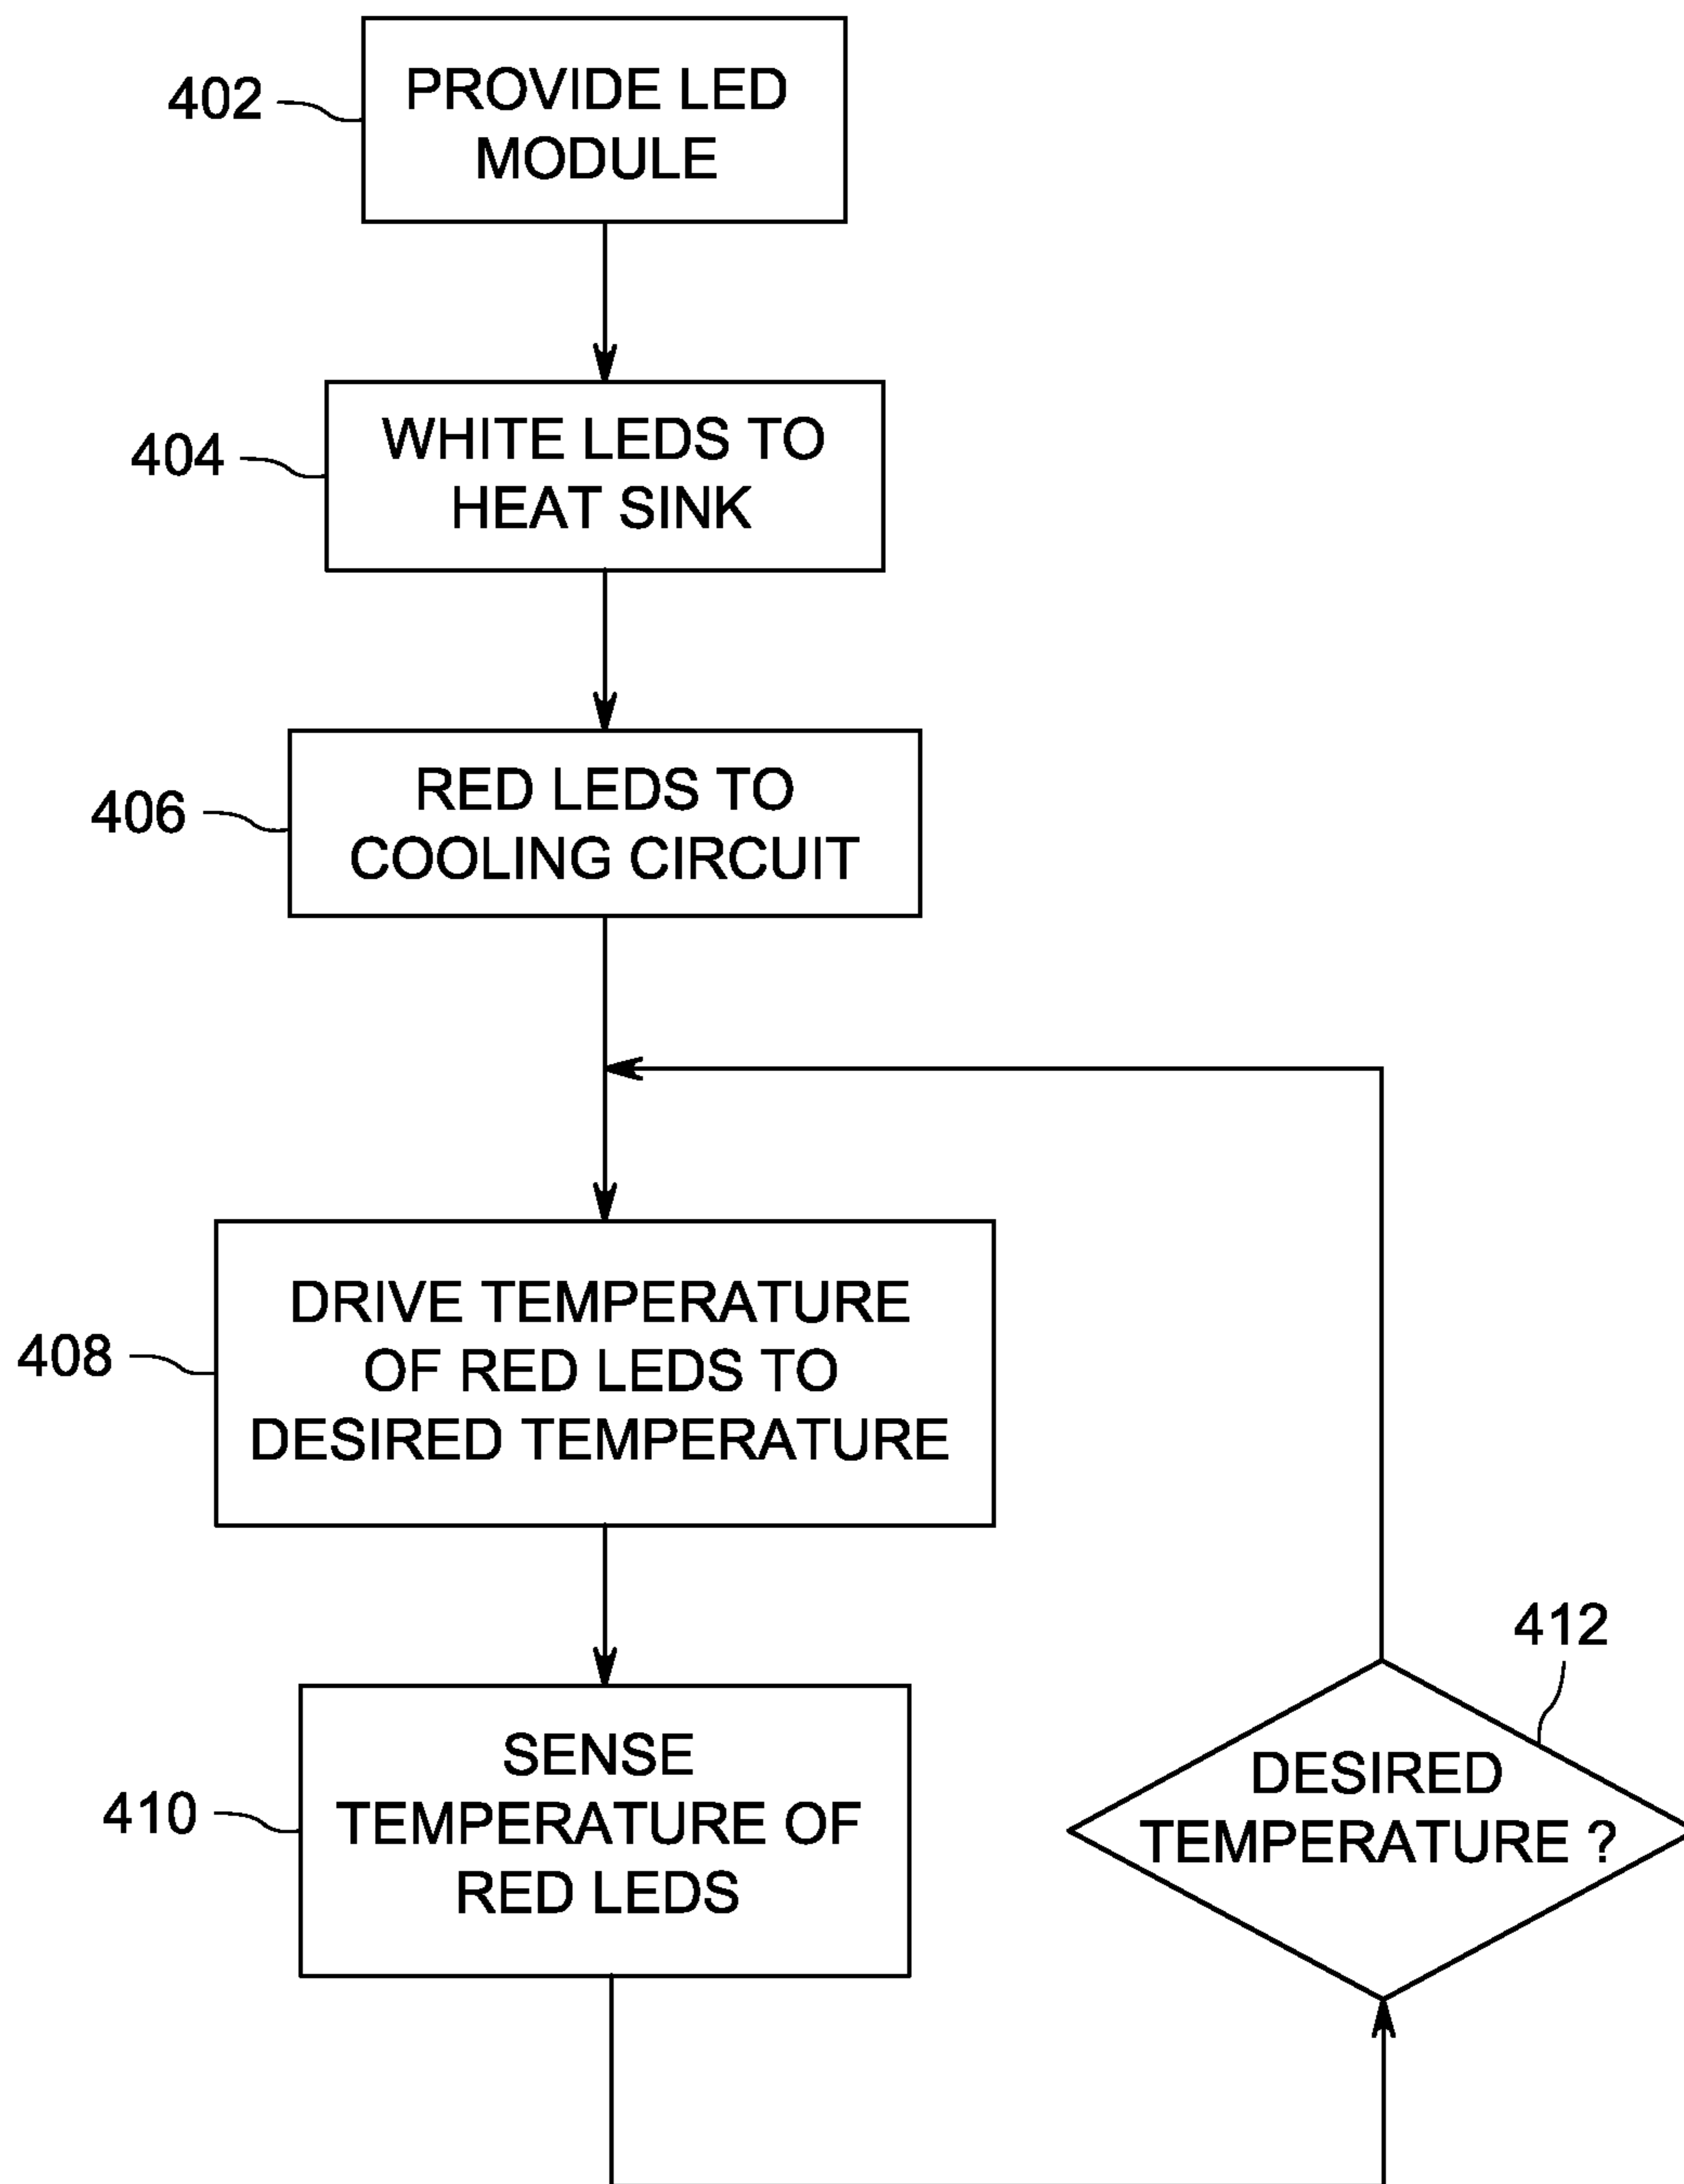 402
PROVIDE LED
MODULE
404
WHITE LEDS TO
HEAT SINK
406
RED LEDS TO
COOLING CIRCUIT
408
DRIVE TEMPERATURE
OF RED LEDS TO
DESIRED TEMPERATURE
410
SENSE
TEMPERATURE OF
RED LEDS
412
DESIRED
TEMPERATURE ?